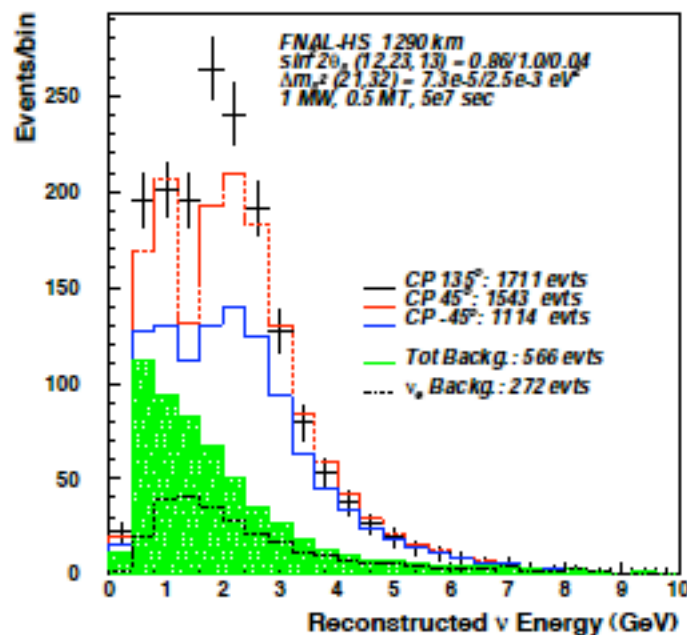 FNAL-HS 1290 km
sin²2θ (12,23,13) = 0.86/1.0/0.04
Δm² (21,32) = 7.3e-5/2.5e-3 eV²
1 MW, 0.5 MT, 5e7 sec
Events/bin
250
200
150
100
50
0
CP 135°: 1711 evts
CP 45°: 1543 evts
CP -45°: 1114 evts
Tot Backg.: 566 evts
νe Backg.: 272 evts
0 1 2 3 4 5 6 7 8 9 10
Reconstructed ν Energy (GeV)